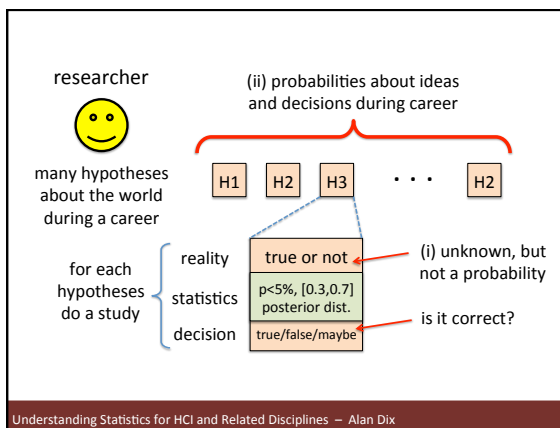 researcher
(ii) probabilities about ideas
and decisions during career
many hypotheses
about the world
during a career
H1
H2
H3
. . .
H2
for each
hypotheses
do a study
reality
true or not
statistics
p<5%, [0.3,0.7]
posterior dist.
decision
true/false/maybe
(i) unknown, but
not a probability
is it correct?
Understanding Statistics for HCI and Related Disciplines – Alan Dix